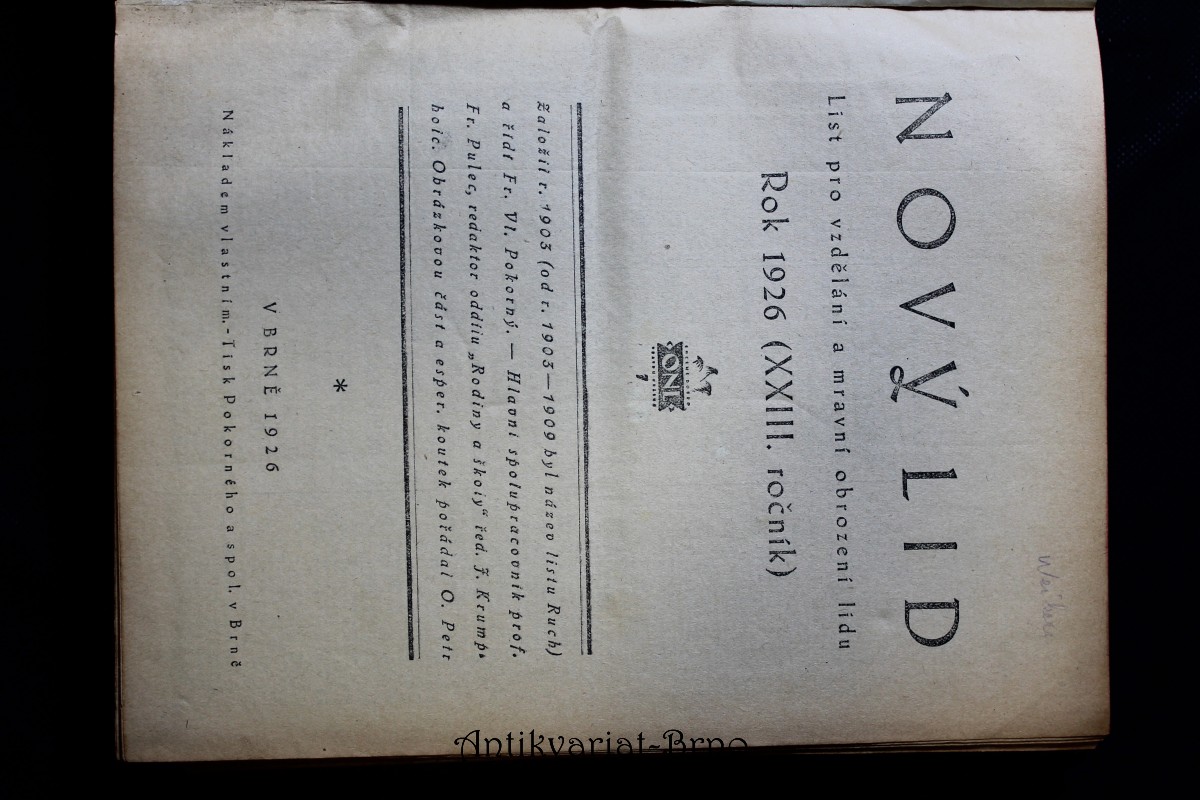 NOVÝ LID
List pro vzdělání a mravní obrození lidu
Rok 1926 (XXIII. ročník)
ONL
7
Založil r. 1903 (od r. 1903—1909 byl název listu Ruch)
a řídí Fr. Vl. Pokorný. — Hlavní spolupracovník prof.
Fr. Pulec, redaktor oddílu „Rodiny a školy“ řed. J. Krump-
holc. Obrázkovou část a esper. koutek pořádal O. Petr
*
V BRNĚ 1926
Nákladem vlastním.-Tisk Pokorného a spol. v Brně
Antikvariat-Brno